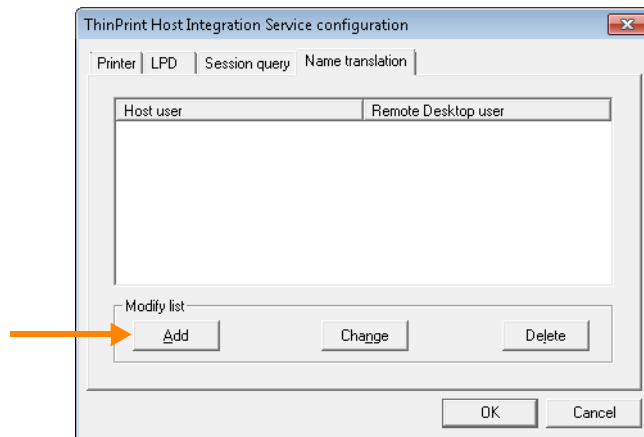 ThinPrint Host Integration Service configuration
Printer LPD Session query Name translation
Host user Remote Desktop user
Modify list
Add Change Delete
OK Cancel